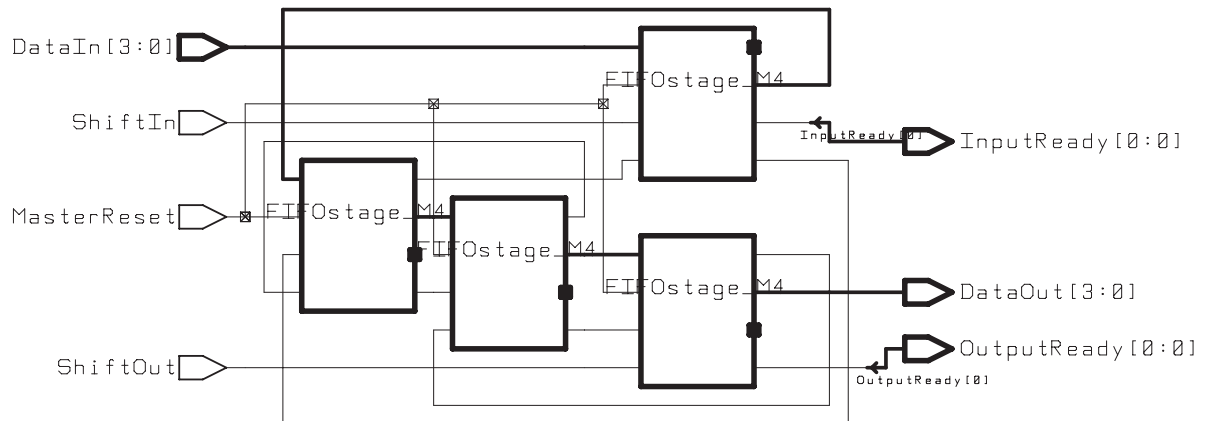 DataIn[3:0]
FIFOstage_M4
ShiftIn
InputReady[0]
InputReady[0:0]
MasterReset
FIFOstage_M4
FIFOstage_M4
FIFOstage_M4
DataOut[3:0]
OutputReady[0:0]
ShiftOut
OutputReady[0]